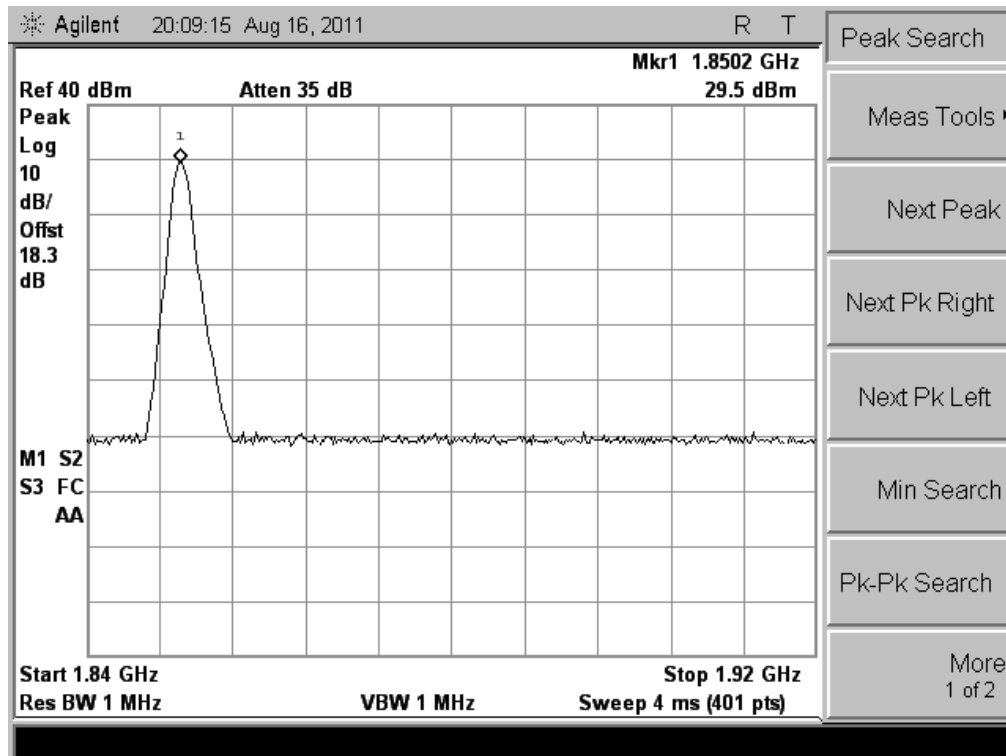 Agilent 20:09:15 Aug 16, 2011 R T
Mkr1 1.8502 GHz
Ref 40 dBm Atten 35 dB 29.5 dBm
Peak
Log
10
dB/
Offst
18.3
dB
1
M1 S2
S3 FC
AA
Start 1.84 GHz Stop 1.92 GHz
Res BW 1 MHz VBW 1 MHz Sweep 4 ms (401 pts)
Peak Search
Meas Tools
Next Peak
Next Pk Right
Next Pk Left
Min Search
Pk-Pk Search
More
1 of 2